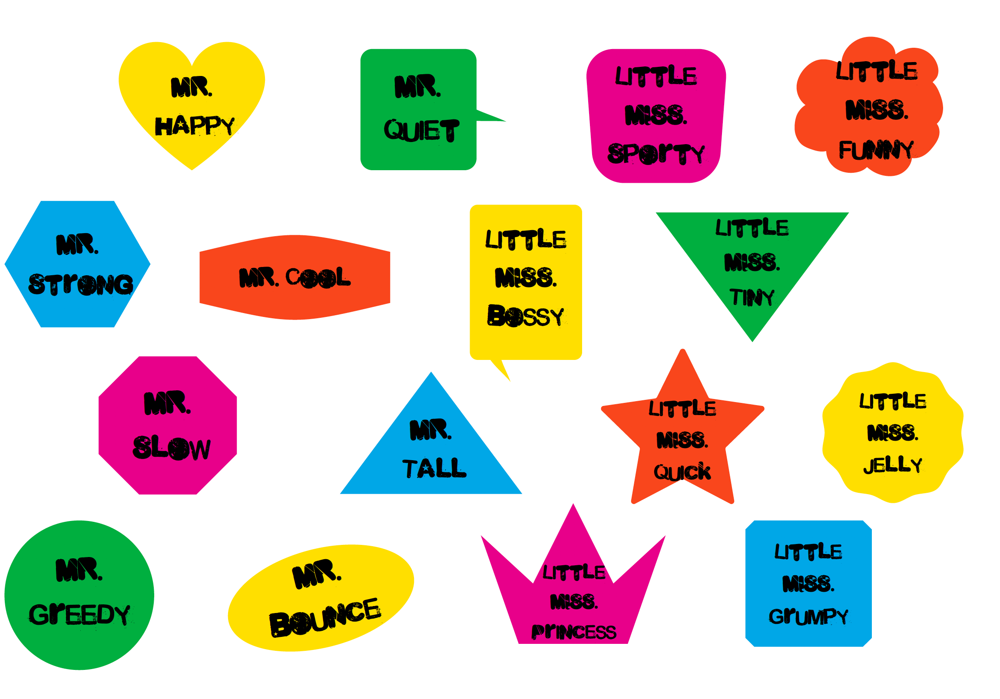 MR.
HAPPY
MR.
QUIET
LITTLE
MISS.
SPORTY
LITTLE
MISS.
FUNNY
MR.
STRONG
MR. COOL
LITTLE
MISS.
BOSSY
LITTLE
MISS.
TINY
MR.
SLOW
MR.
TALL
LITTLE
MISS.
QUICK
LITTLE
MISS.
JELLY
MR.
GREEDY
MR.
BOUNCE
LITTLE
MISS.
PRINCESS
LITTLE
MISS.
GRUMPY